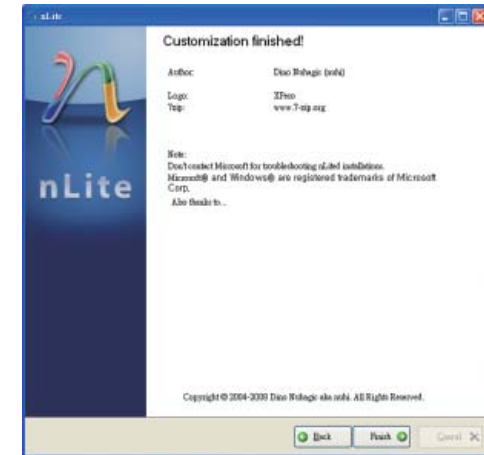 nLite
Customization finished!
Author: Dino Nuhagic (nuhi)
Logo: XPero
7zip: www.7-zip.org
Note:
Don't contact Microsoft for troubleshooting nLited installations.
Microsoft® and Windows® are registered trademarks of Microsoft
Corp.
Also thanks to...
nLite
Copyright © 2004-2008 Dino Nuhagic aka nuhi. All Rights Reserved.
Back Finish Cancel